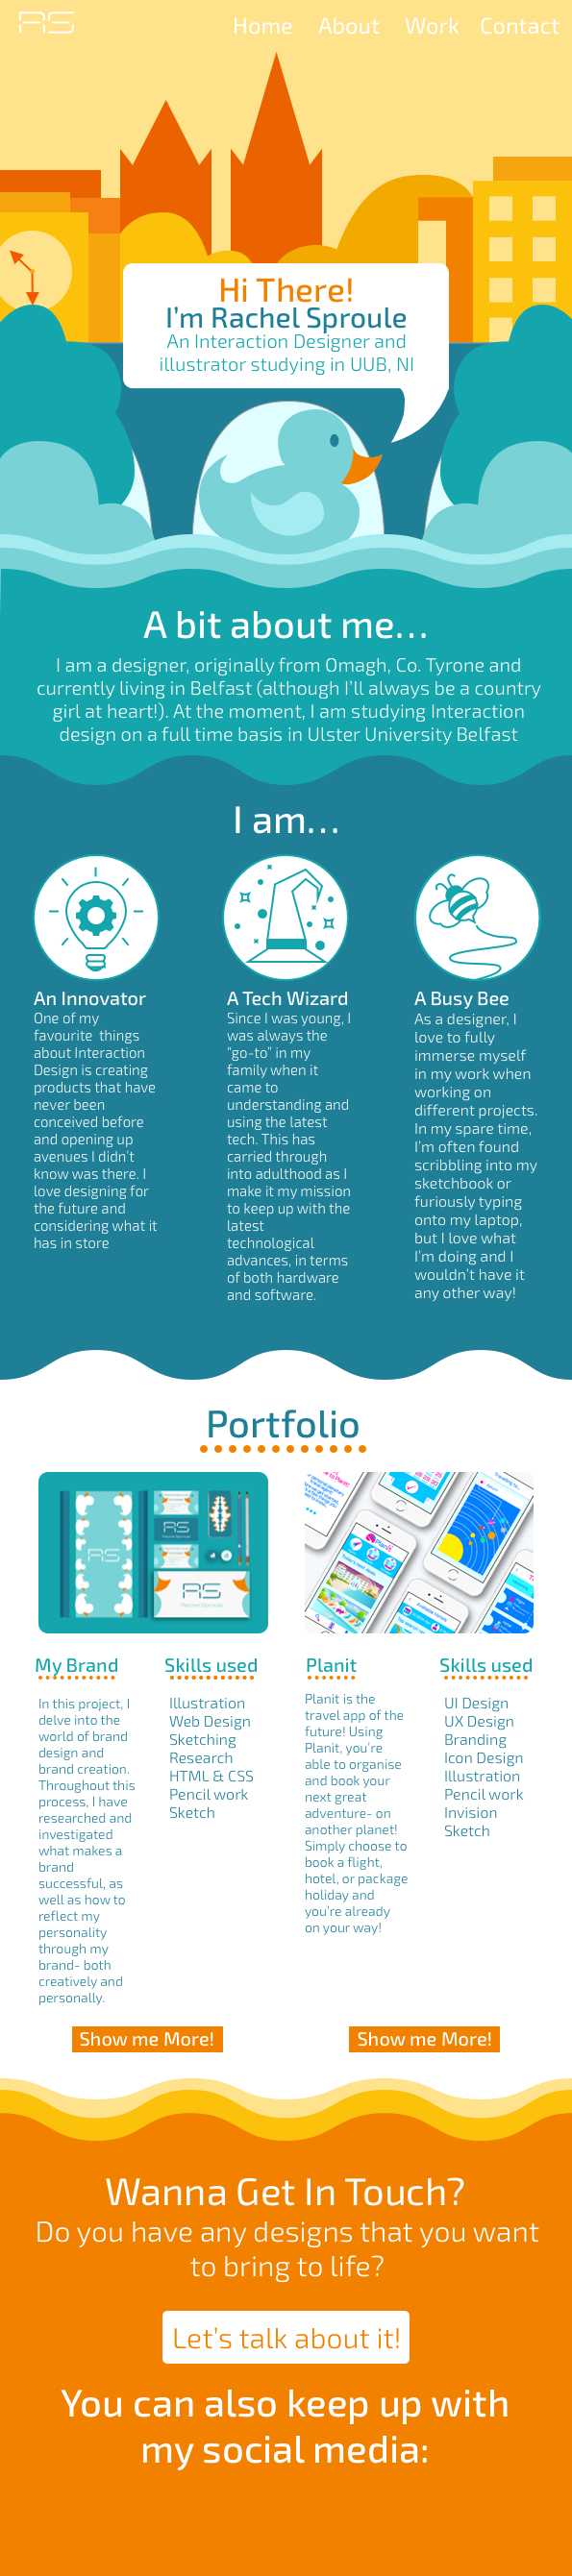 RS
Home About Work Contact
Hi There!
I'm Rachel Sproule
An Interaction Designer and
illustrator studying in UUB, NI
A bit about me...
I am a designer, originally from Omagh, Co. Tyrone and
currently living in Belfast (although I'll always be a country
girl at heart!). At the moment, I am studying Interaction
design on a full time basis in Ulster University Belfast
I am...
An Innovator
One of my
favourite things
about Interaction
Design is creating
products that have
never been
conceived before
and opening up
avenues I didn't
know was there. I
love designing for
the future and
considering what it
has in store
A Tech Wizard
Since I was young, I
was always the
“go-to” in my
family when it
came to
understanding and
using the latest
tech. This has
carried through
into adulthood as I
make it my mission
to keep up with the
latest
technological
advances, in terms
of both hardware
and software.
A Busy Bee
As a designer, I
love to fully
immerse myself
in my work when
working on
different projects.
In my spare time,
I'm often found
scribbling into my
sketchbook or
furiously typing
onto my laptop,
but I love what
I'm doing and I
wouldn't have it
any other way!
Portfolio
RS
RS
RS
Planit
My Brand
In this project, I
delve into the
world of brand
design and
brand creation.
Throughout this
process, I have
researched and
investigated
what makes a
brand
successful, as
well as how to
reflect my
personality
through my
brand- both
creatively and
personally.
Skills used
Illustration
Web Design
Sketching
Research
HTML & CSS
Pencil work
Sketch
Planit
Planit is the
travel app of the
future! Using
Planit, you're
able to organise
and book your
next great
adventure- on
another planet!
Simply choose to
book a flight,
hotel, or package
holiday and
you're already
on your way!
Skills used
UI Design
UX Design
Branding
Icon Design
Illustration
Pencil work
Invision
Sketch
Show me More!
Show me More!
Wanna Get In Touch?
Do you have any designs that you want
to bring to life?
Let's talk about it!
You can also keep up with
my social media: